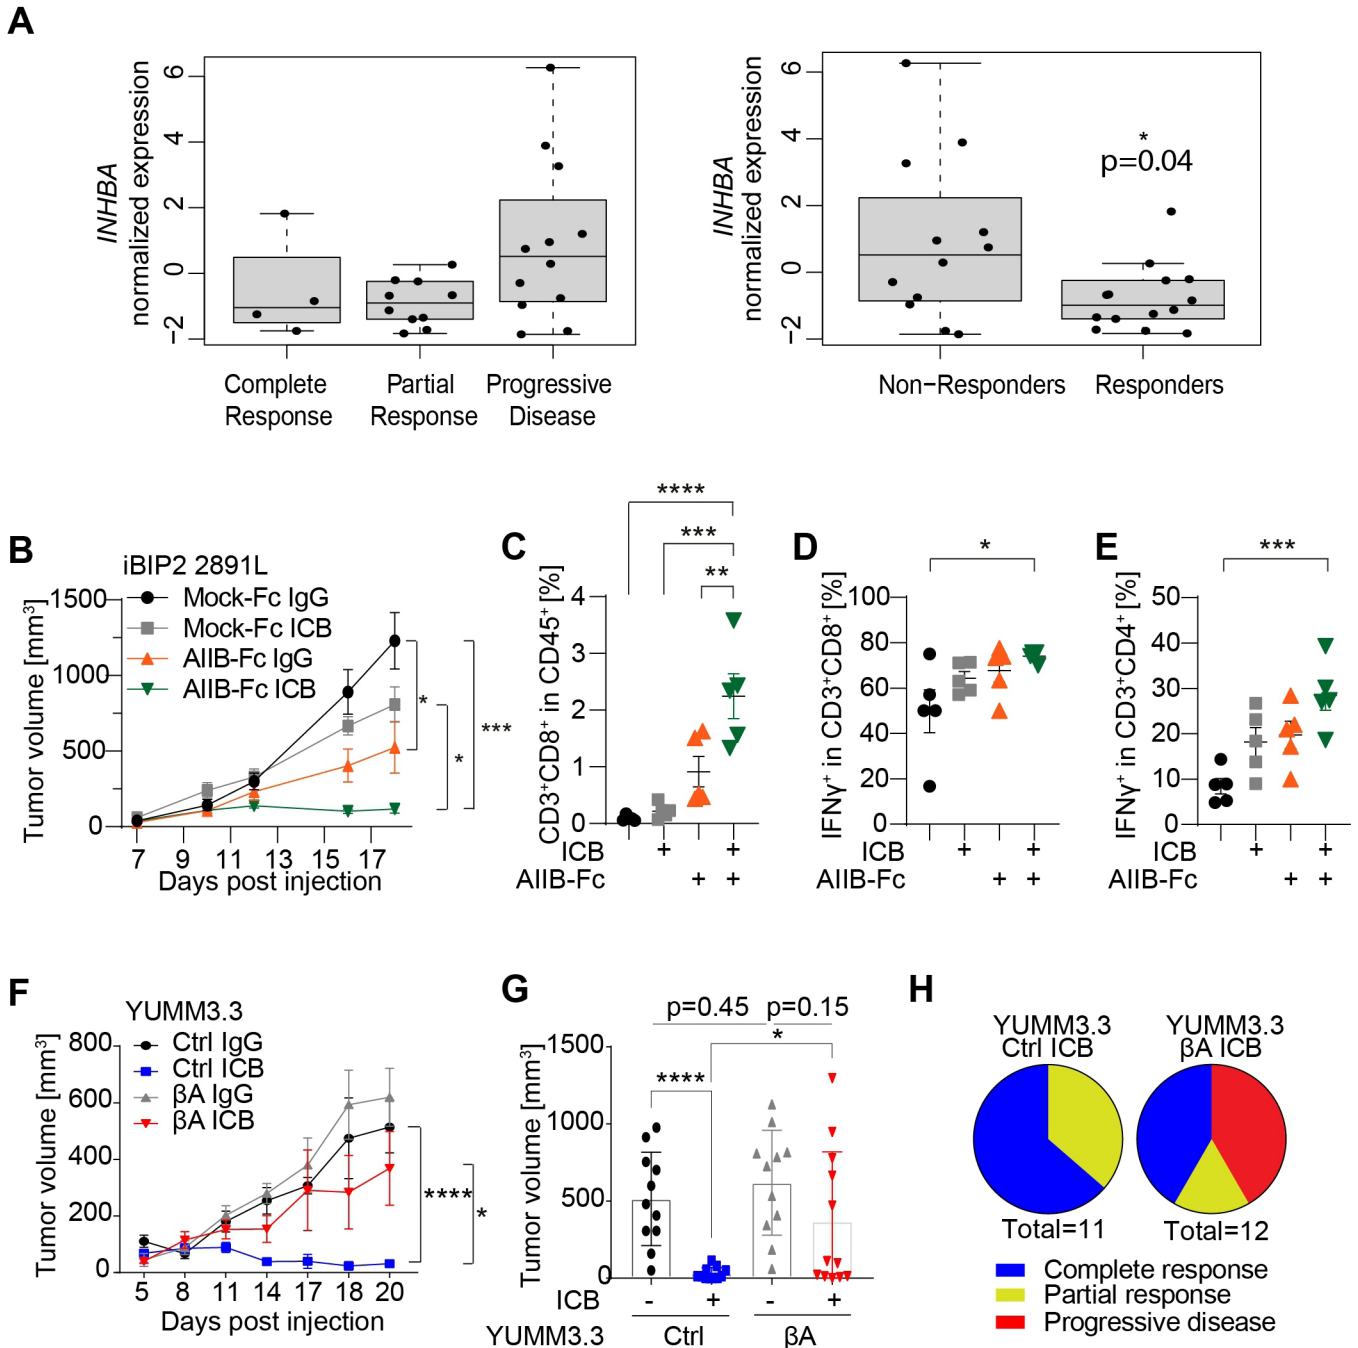 A
INHBA
normalized expression
6
4
2
0
−2
Complete
Response
Partial
Response
Progressive
Disease
INHBA
normalized expression
6
4
2
0
−2
*
p=0.04
Non−Responders
Responders
B
iBIP2 2891L
Mock-Fc IgG
Mock-Fc ICB
AIIB-Fc IgG
AIIB-Fc ICB
Tumor volume [mm³]
1500
1000
500
0
7 9 11 13 15 17
Days post injection
*
*
***
C
****
***
**
CD3⁺CD8⁺ in CD45⁺ [%]
4
3
2
1
0
ICB + +
AIIB-Fc + +
D
*
IFNγ⁺ in CD3⁺CD8⁺ [%]
100
80
60
40
20
0
ICB + +
AIIB-Fc + +
E
***
IFNγ⁺ in CD3⁺CD4⁺ [%]
50
40
30
20
10
0
ICB + +
AIIB-Fc + +
F
YUMM3.3
Ctrl IgG
Ctrl ICB
βA IgG
βA ICB
Tumor volume [mm³]
800
600
400
200
0
5 8 11 14 17 18 20
Days post injection
****
*
G
p=0.45 p=0.15
*
****
Tumor volume [mm³]
1500
1000
500
0
ICB - + - +
YUMM3.3 Ctrl βA
H
YUMM3.3
Ctrl ICB
YUMM3.3
βA ICB
Total=11
Total=12
Complete response
Partial response
Progressive disease